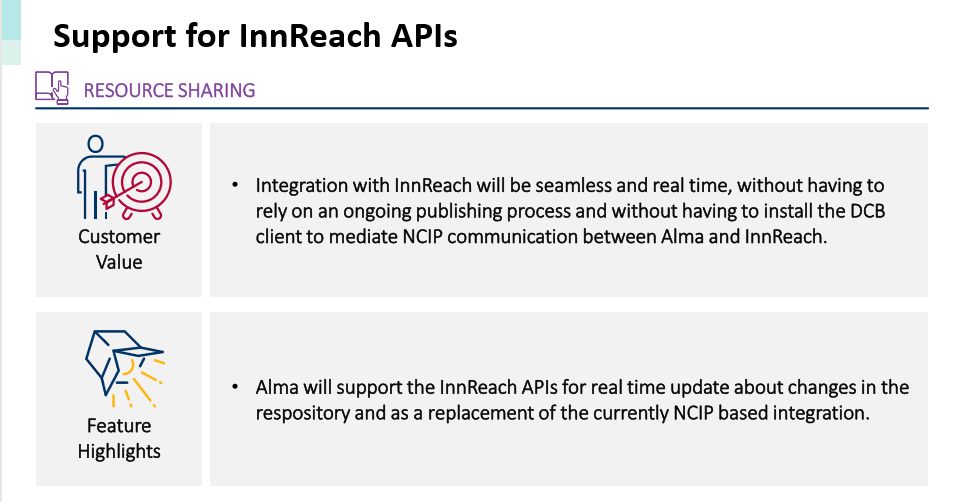 Support for InnReach APIs
RESOURCE SHARING
Customer
Value
• Integration with InnReach will be seamless and real time, without having to
rely on an ongoing publishing process and without having to install the DCB
client to mediate NCIP communication between Alma and InnReach.
Feature
Highlights
• Alma will support the InnReach APIs for real time update about changes in the
respository and as a replacement of the currently NCIP based integration.